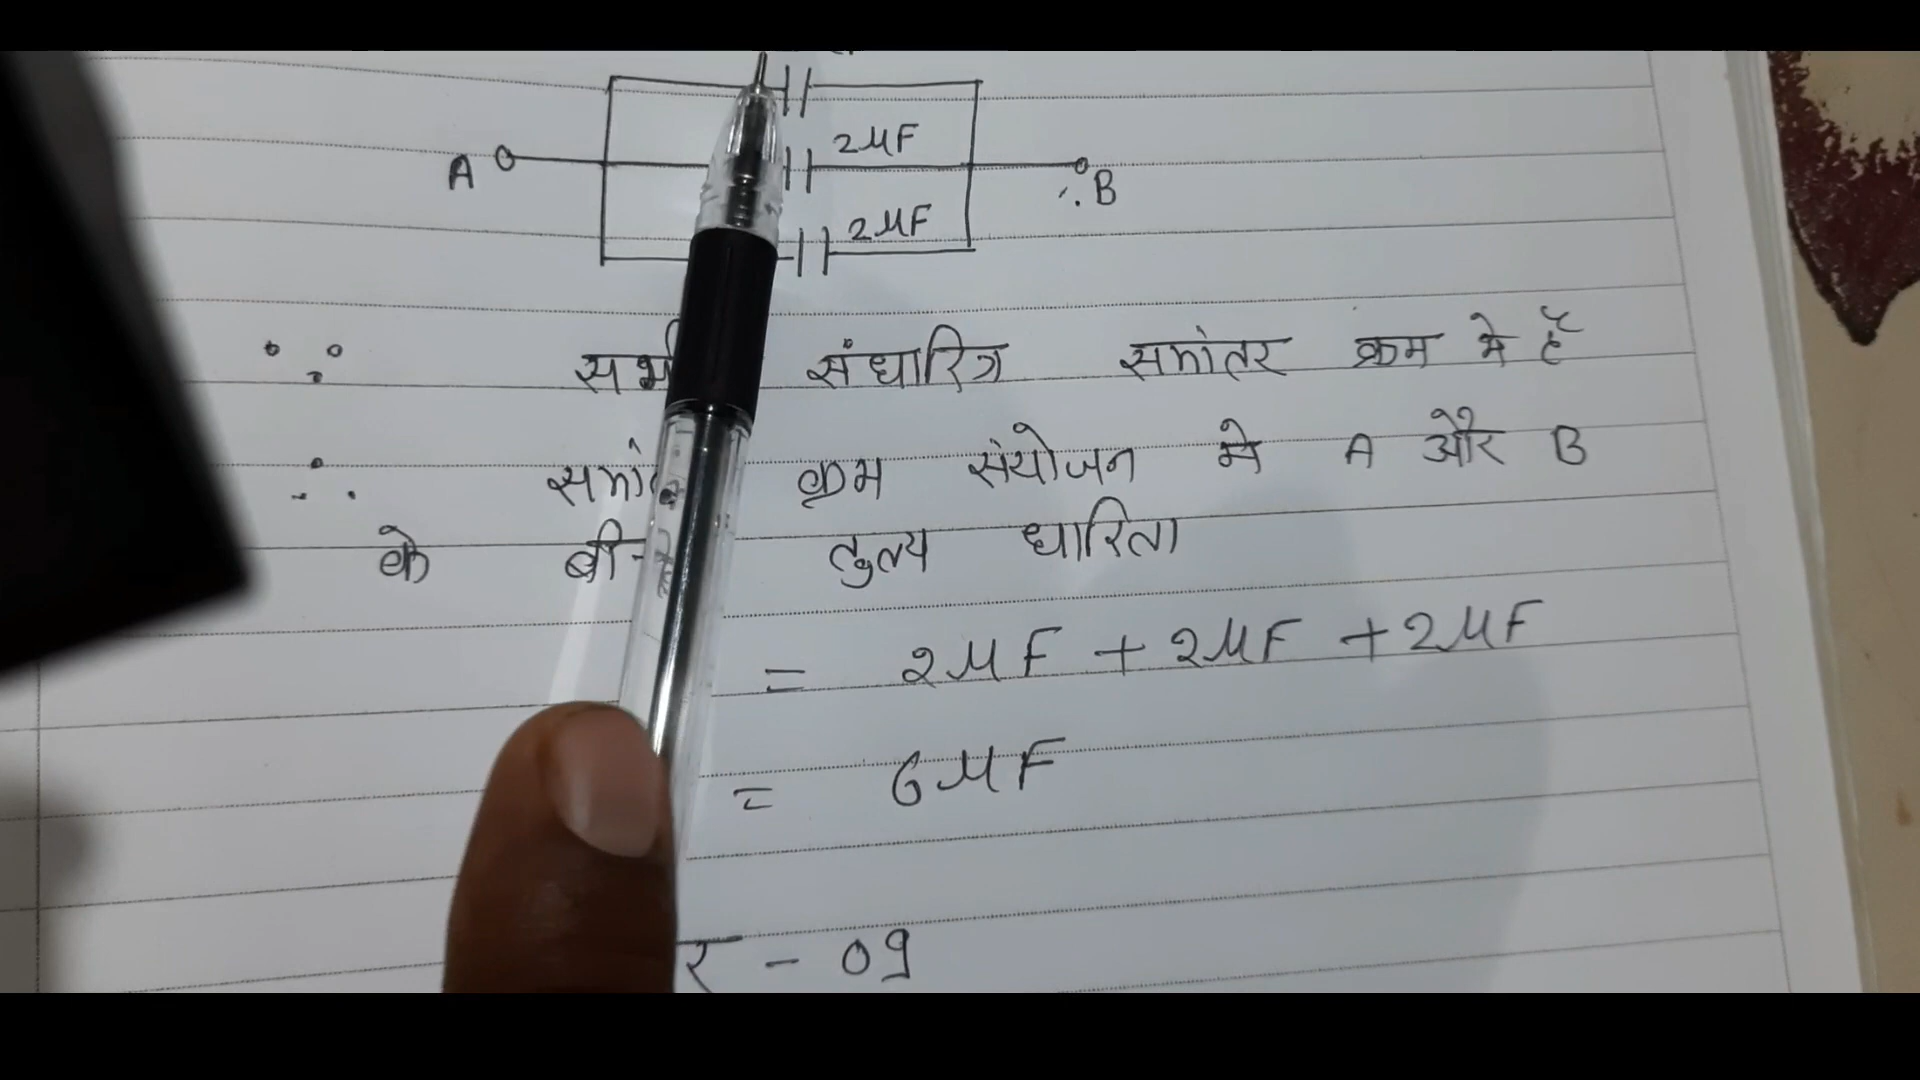 2μF
A B
2μF
∵ संधारित्र समांतर क्रम मे हैं
∴ क्रम संयोजन मे A और B
के तुल्य धारिता
= 2μF + 2μF + 2μF
= 6μF
- 09